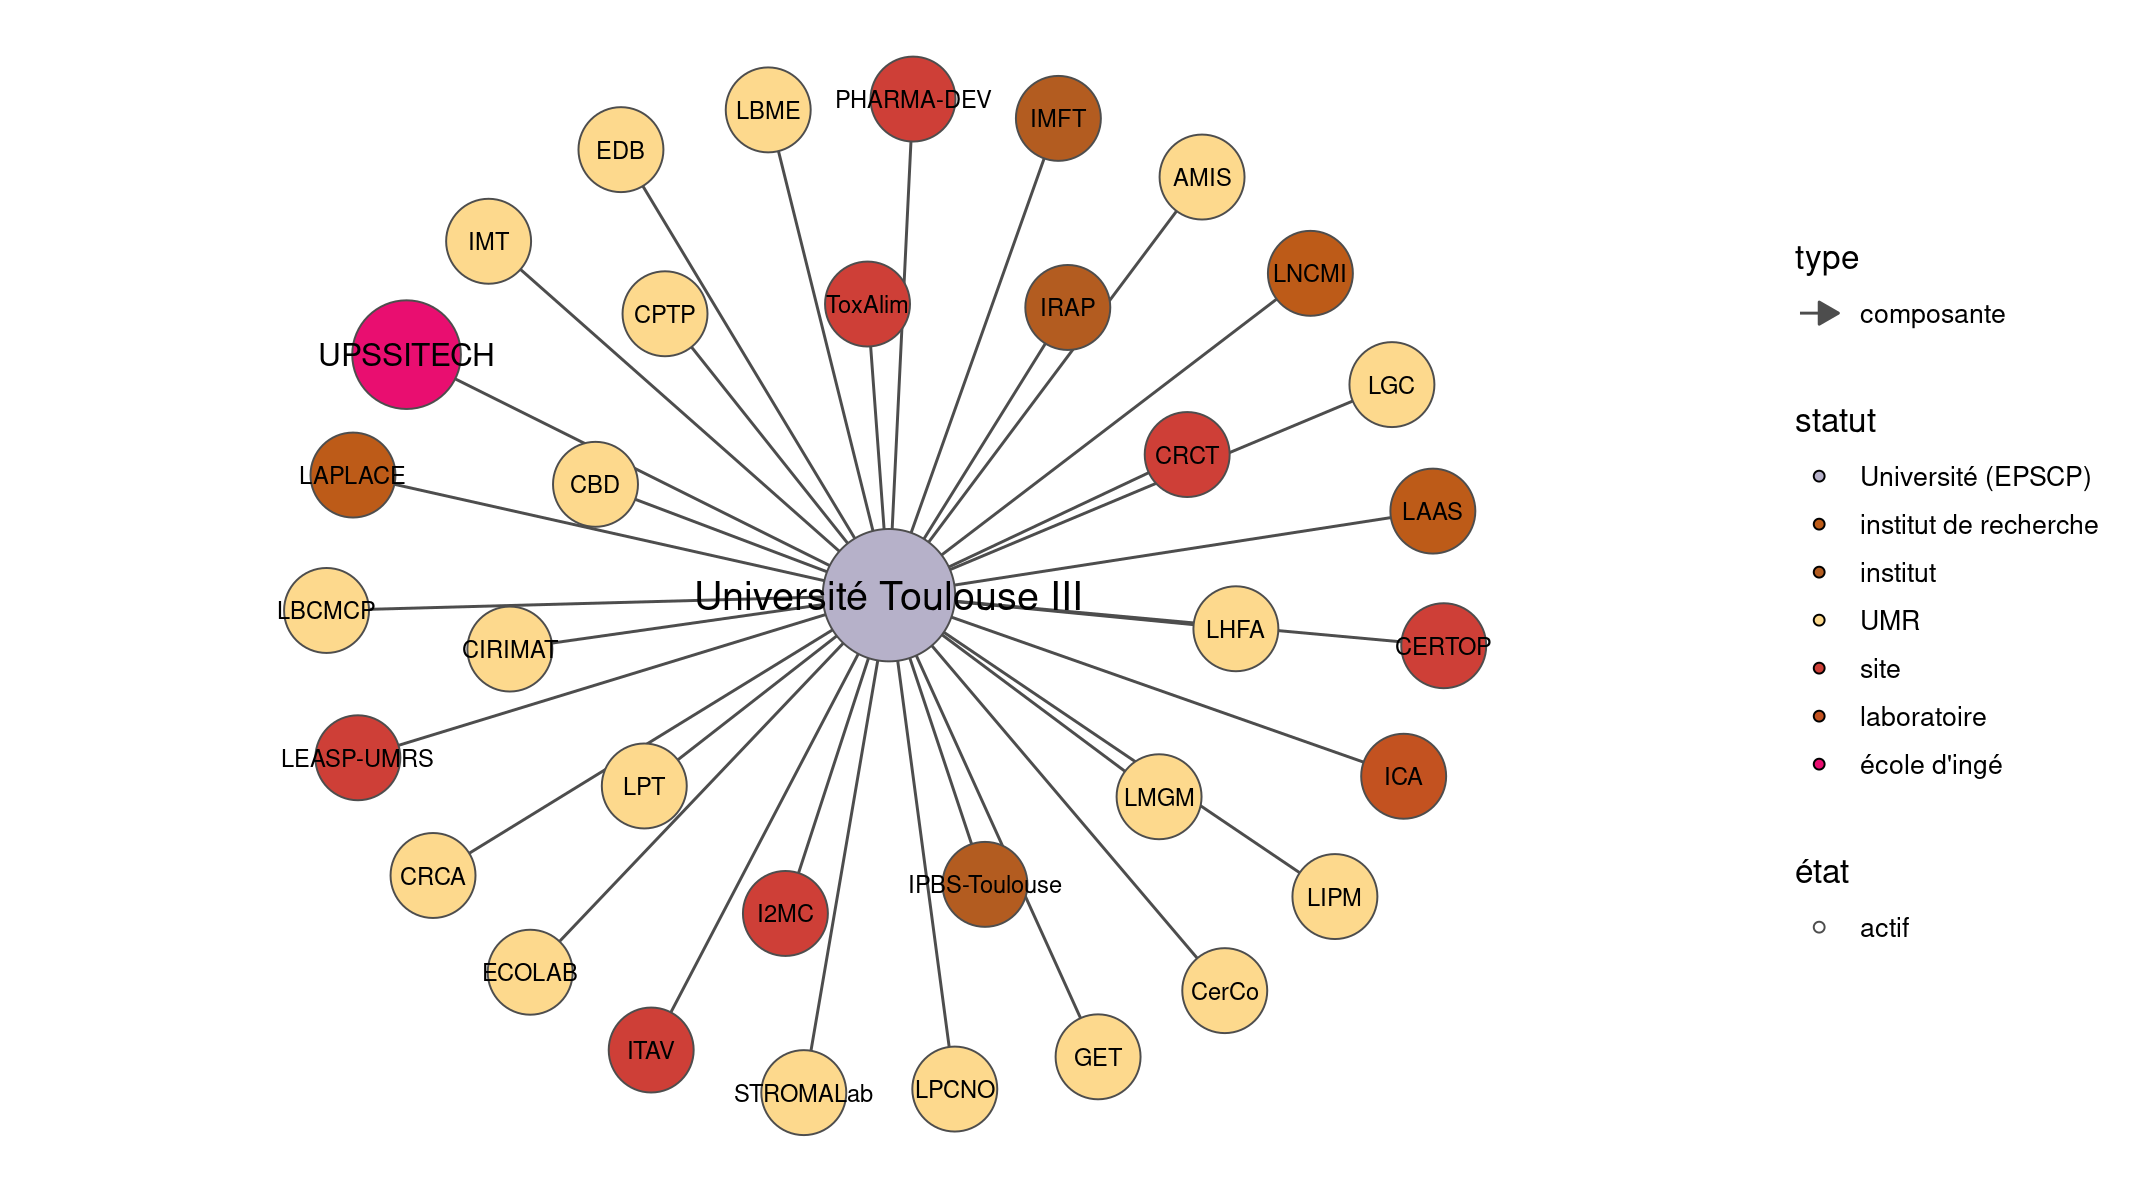 LBME
PHARMA-DEV
IMFT
EDB
AMIS
IMT
LNCMI
CPTP
ToxAlim
IRAP
UPSSITECH
LGC
CRCT
LAPLACE
CBD
LAAS
Université Toulouse III
LBCMCP
LHFA
CIRIMAT
CERTOP
LEASP-UMRS
LPT
ICA
LMGM
CRCA
IPBS-Toulouse
LIPM
I2MC
ECOLAB
CerCo
ITAV
GET
STROMALab
LPCNO
type
composante
statut
Université (EPSCP)
institut de recherche
institut
UMR
site
laboratoire
école d'ingé
état
actif